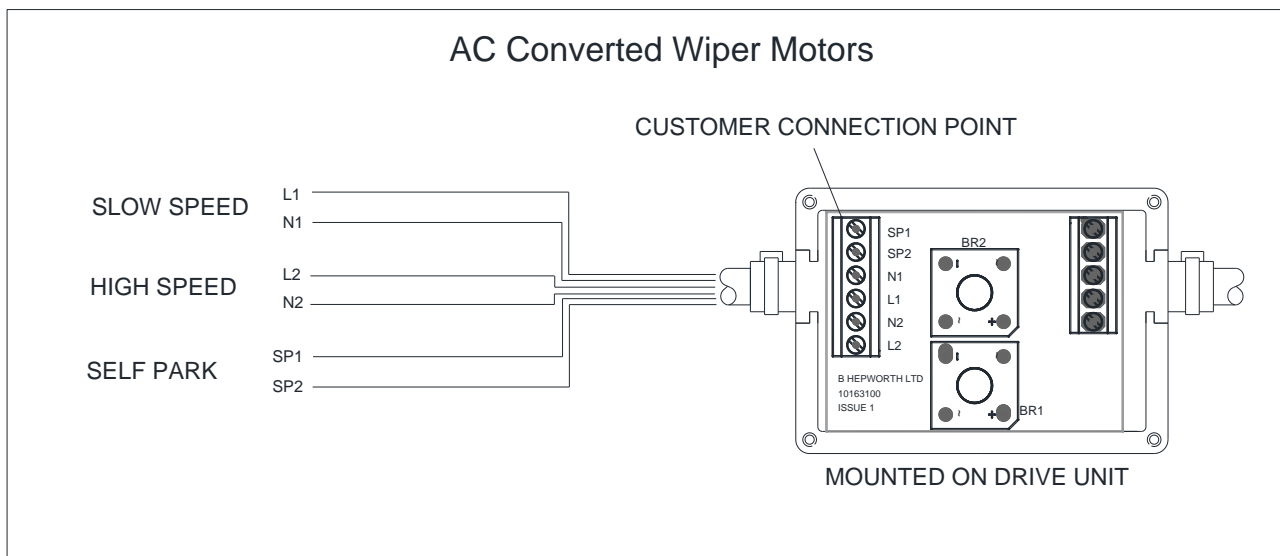 AC Converted Wiper Motors
CUSTOMER CONNECTION POINT
SLOW SPEED
L1
N1
HIGH SPEED
L2
N2
SELF PARK
SP1
SP2
SP1
SP2
N1
L1
N2
L2
BR2
~ +
B HEPWORTH LTD
10163100
ISSUE 1
~ +
BR1
MOUNTED ON DRIVE UNIT